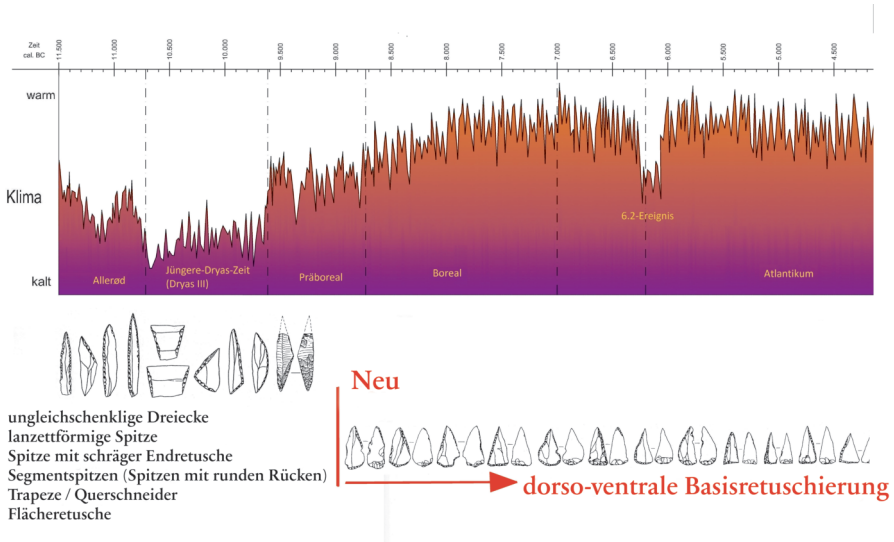 Zeit
cal. BC
11.500
11.000
10.500
10.000
9.500
9.000
8.500
8.000
7.500
7.000
6.500
6.000
5.500
5.000
4.500
warm
Klima
kalt
6.2-Ereignis
Allerød
Jüngere-Dryas-Zeit
(Dryas III)
Präboreal
Boreal
Atlantikum
Neu
ungleichschenklige Dreiecke
lanzettförmige Spitze
Spitze mit schräger Endretusche
Segmentspitzen (Spitzen mit runden Rücken)
Trapeze / Querschneider
Flächeretusche
dorso-ventrale Basisretuschierung